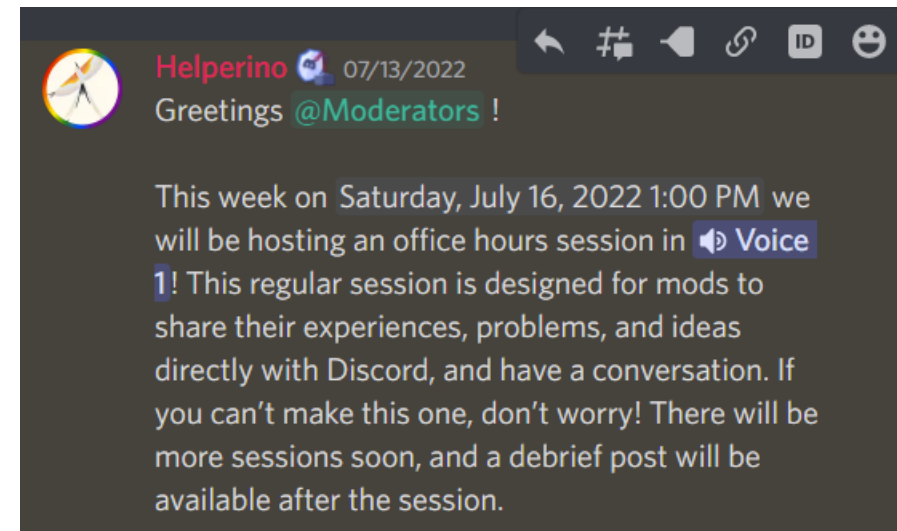 Helperino 07/13/2022
ID
Greetings @Moderators !
This week on Saturday, July 16, 2022 1:00 PM we
will be hosting an office hours session in Voice
1! This regular session is designed for mods to
share their experiences, problems, and ideas
directly with Discord, and have a conversation. If
you can’t make this one, don’t worry! There will be
more sessions soon, and a debrief post will be
available after the session.